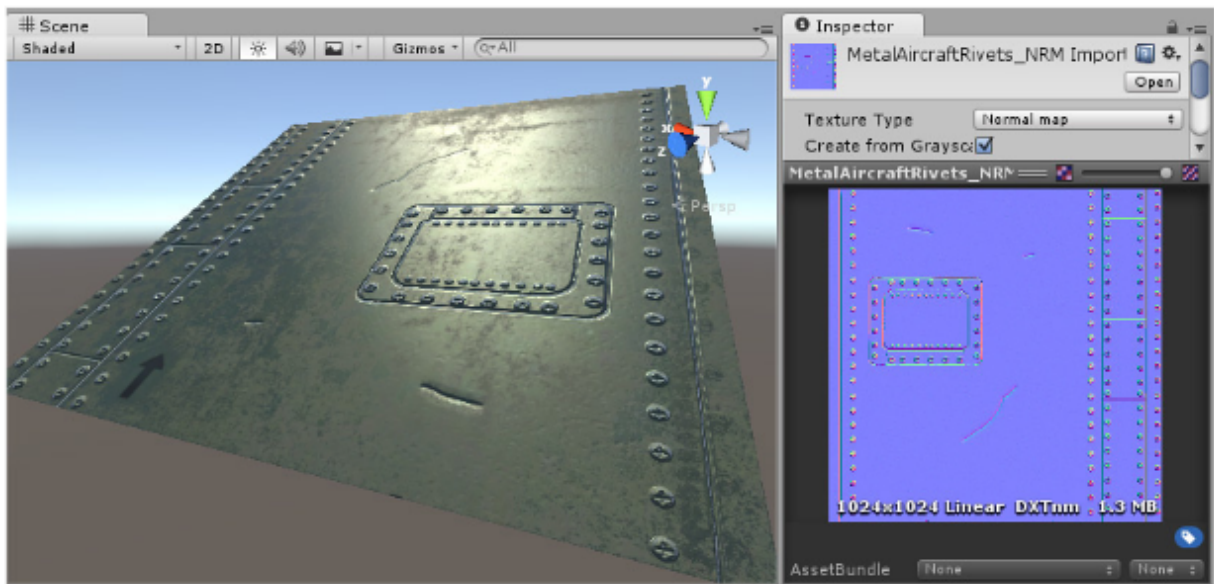 Scene
Shaded 2D Gizmos All
y
x
z
Persp
Inspector
MetalAircraftRivets_NRM Import
Open
Texture Type Normal map
Create from Graysca
MetalAircraftRivets_NRM
1024x1024 Linear DXTnm 1.3 MB
AssetBundle None None